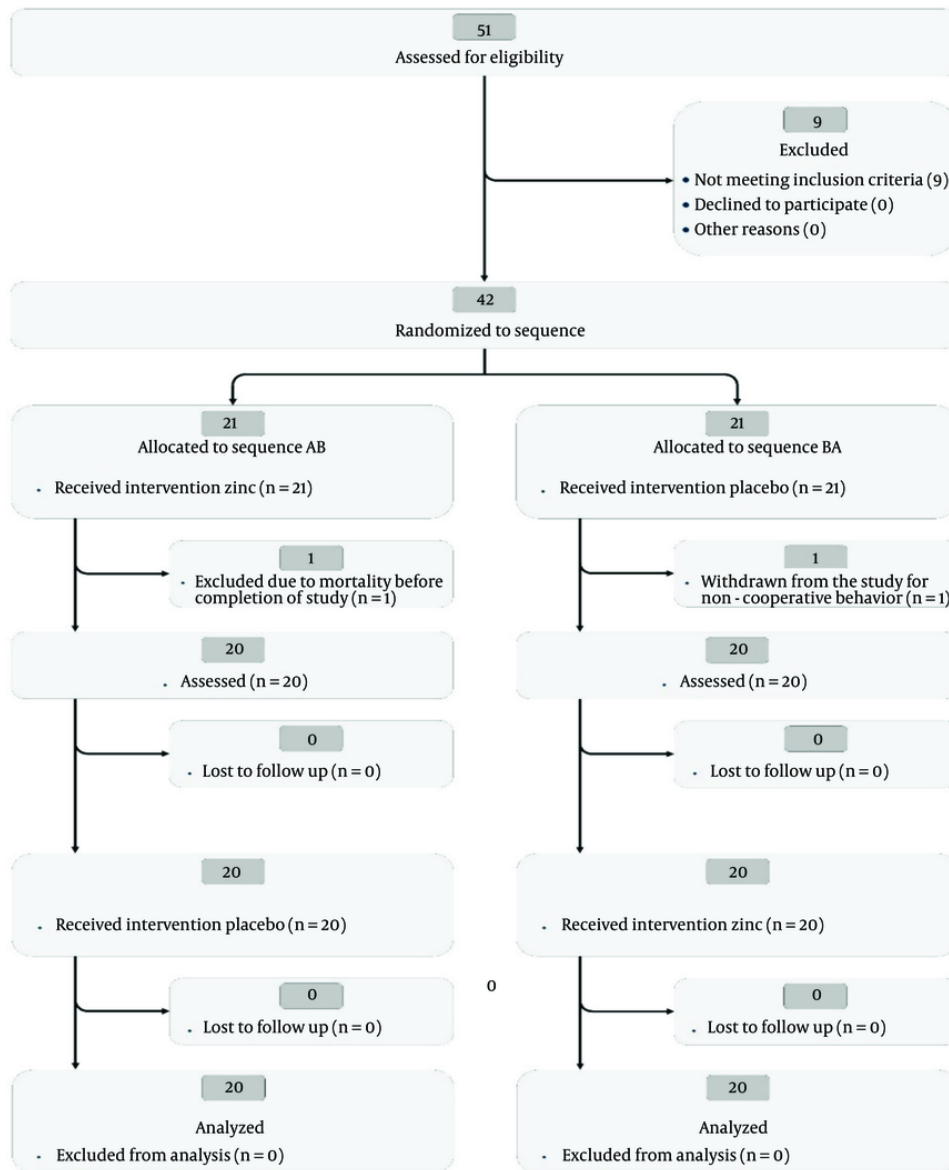 51
Assessed for eligibility
9
Excluded
• Not meeting inclusion criteria (9)
• Declined to participate (0)
• Other reasons (0)
42
Randomized to sequence
21
Allocated to sequence AB
• Received intervention zinc (n = 21)
21
Allocated to sequence BA
• Received intervention placebo (n = 21)
1
• Excluded due to mortality before
completion of study (n = 1)
1
• Withdrawn from the study for
non - cooperative behavior (n = 1)
20
• Assessed (n = 20)
20
• Assessed (n = 20)
0
• Lost to follow up (n = 0)
0
• Lost to follow up (n = 0)
20
• Received intervention placebo (n = 20)
20
• Received intervention zinc (n = 20)
0
• Lost to follow up (n = 0)
0
0
• Lost to follow up (n = 0)
20
Analyzed
• Excluded from analysis (n = 0)
20
Analyzed
• Excluded from analysis (n = 0)